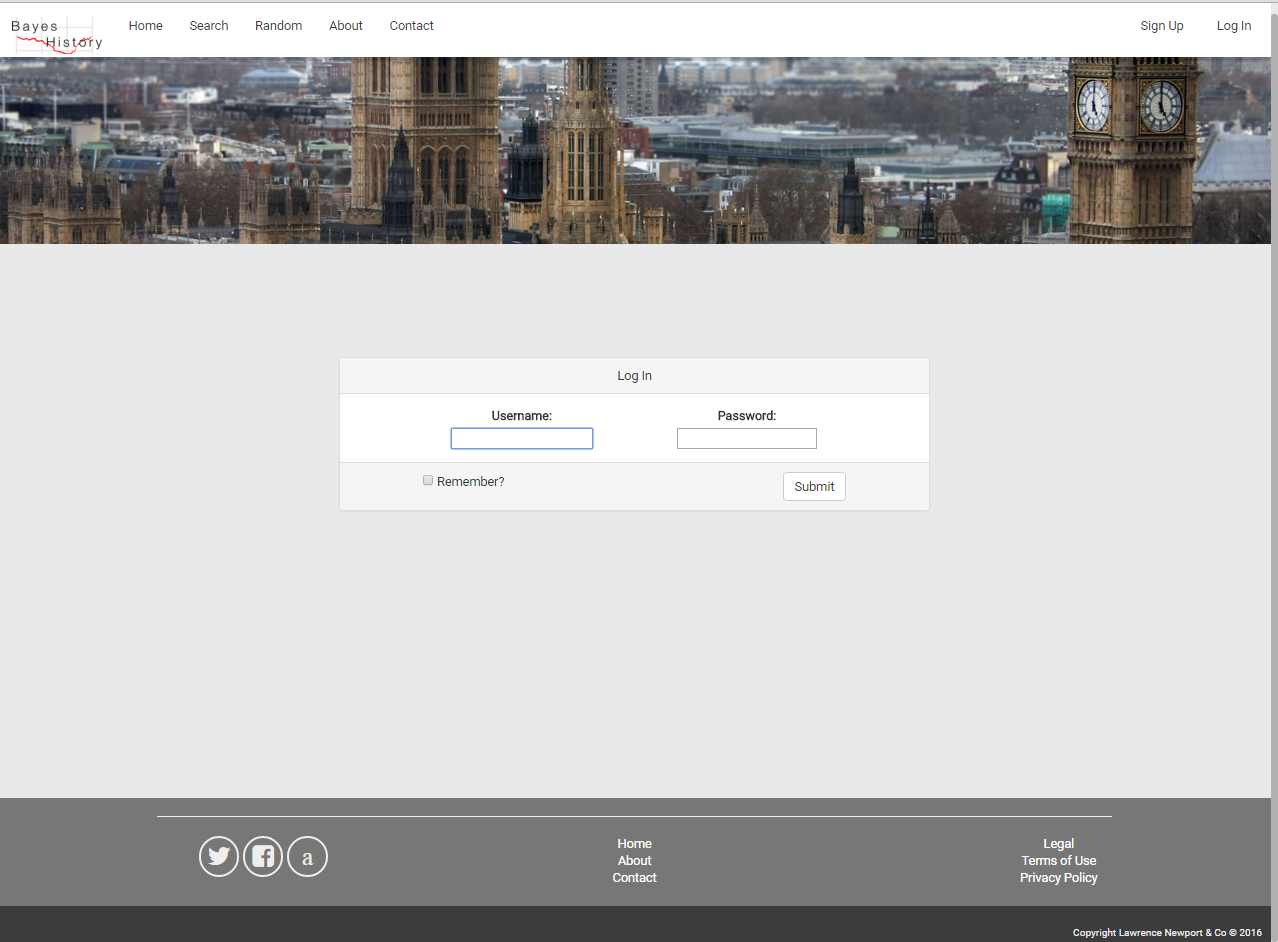 Bayes
History
Home Search Random About Contact
Sign Up Log In
Log In
Username: Password:
Remember? Submit
a
Home
About
Contact
Legal
Terms of Use
Privacy Policy
Copyright Lawrence Newport & Co © 2016